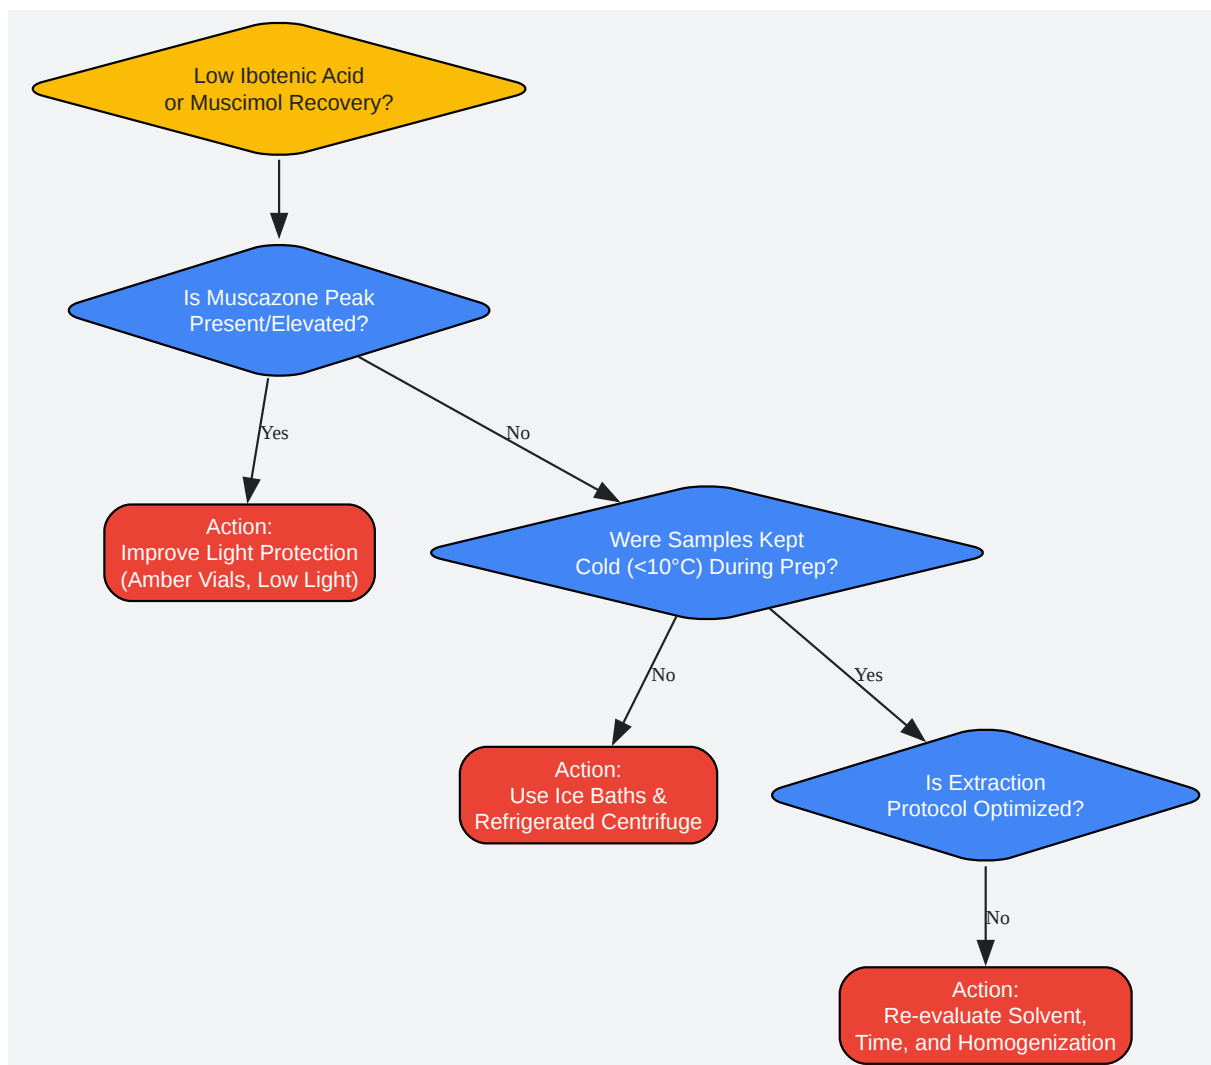 Low Ibotenic Acid
or Muscimol Recovery?
Is Muscazone Peak
Present/Elevated?
Yes
No
Action:
Improve Light Protection
(Amber Vials, Low Light)
Were Samples Kept
Cold (<10°C) During Prep?
No
Yes
Action:
Use Ice Baths &
Refrigerated Centrifuge
Is Extraction
Protocol Optimized?
No
Action:
Re-evaluate Solvent,
Time, and Homogenization